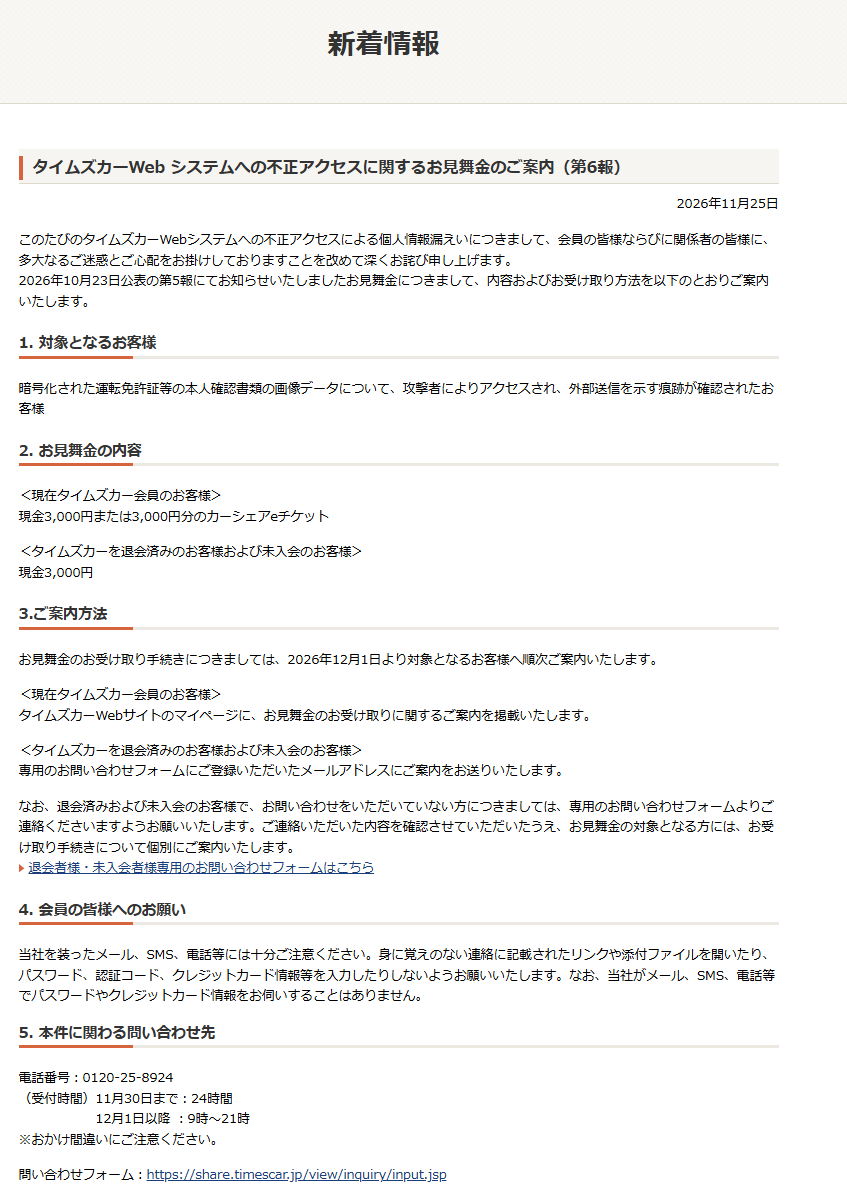 新着情報
タイムズカーWeb システムへの不正アクセスに関するお見舞金のご案内（第6報）
2026年11月25日
このたびのタイムズカーWebシステムへの不正アクセスによる個人情報漏えいにつきまして、会員の皆様ならびに関係者の皆様に、
多大なるご迷惑とご心配をお掛けしておりますことを改めて深くお詫び申し上げます。
2026年10月23日公表の第5報にてお知らせいたしましたお見舞金につきまして、内容およびお受け取り方法を以下のとおりご案内
いたします。
1. 対象となるお客様
暗号化された運転免許証等の本人確認書類の画像データについて、攻撃者によりアクセスされ、外部送信を示す痕跡が確認されたお
客様
2. お見舞金の内容
＜現在タイムズカー会員のお客様＞
現金3,000円または3,000円分のカーシェアeチケット
＜タイムズカーを退会済みのお客様および未入会のお客様＞
現金3,000円
3.ご案内方法
お見舞金のお受け取り手続きにつきましては、2026年12月1日より対象となるお客様へ順次ご案内いたします。
＜現在タイムズカー会員のお客様＞
タイムズカーWebサイトのマイページに、お見舞金のお受け取りに関するご案内を掲載いたします。
＜タイムズカーを退会済みのお客様および未入会のお客様＞
専用のお問い合わせフォームにご登録いただいたメールアドレスにご案内をお送りいたします。
なお、退会済みおよび未入会のお客様で、お問い合わせをいただいていない方につきましては、専用のお問い合わせフォームよりご
連絡くださいますようお願いいたします。ご連絡いただいた内容を確認させていただいたうえ、お見舞金の対象となる方には、お受
け取り手続きについて個別にご案内いたします。
退会者様・未入会者様専用のお問い合わせフォームはこちら
4. 会員の皆様へのお願い
当社を装ったメール、SMS、電話等には十分ご注意ください。身に覚えのない連絡に記載されたリンクや添付ファイルを開いたり、
パスワード、認証コード、クレジットカード情報等を入力したりしないようお願いいたします。なお、当社がメール、SMS、電話等
でパスワードやクレジットカード情報をお伺いすることはありません。
5. 本件に関わる問い合わせ先
電話番号：0120-25-8924
（受付時間）11月30日まで：24時間
12月1日以降 ：9時～21時
※おかけ間違いにご注意ください。
問い合わせフォーム：https://share.timescar.jp/view/inquiry/input.jsp